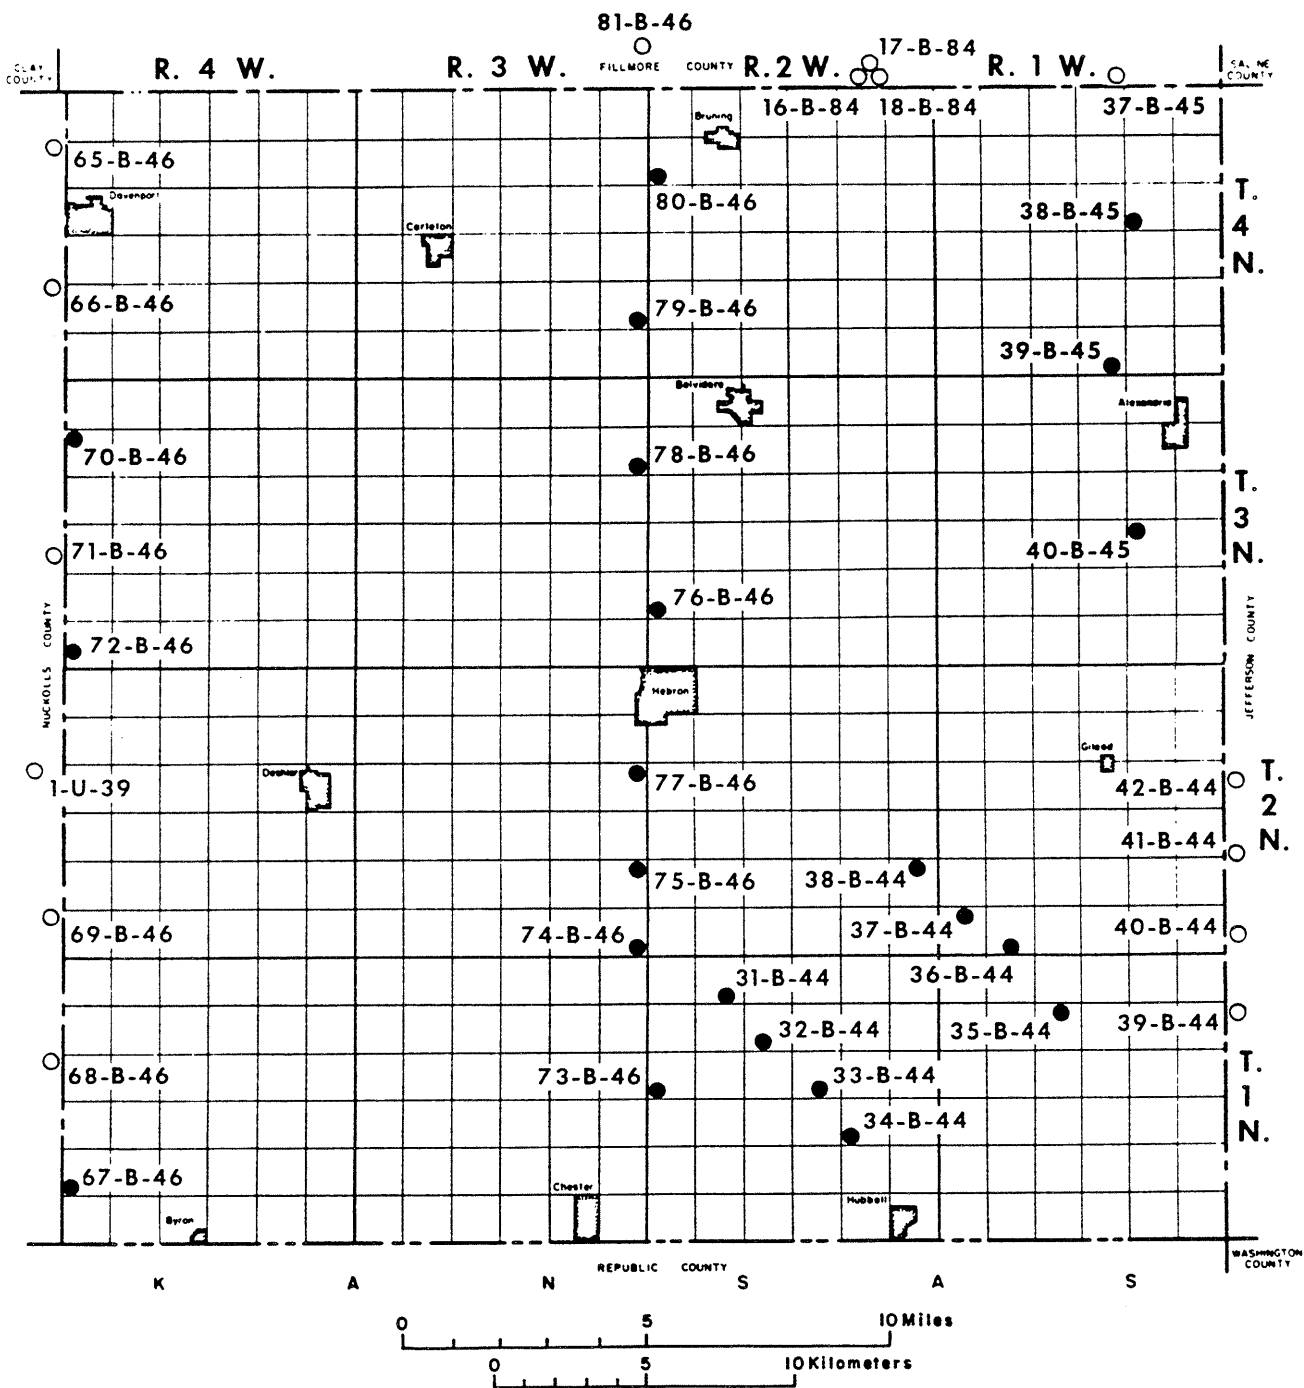 81-B-46
17-B-84
CLAY COUNTY
R. 4 W.
R. 3 W.
FILLMORE COUNTY
R. 2 W.
R. 1 W.
SALINE COUNTY
16-B-84
18-B-84
37-B-45
Bruning
65-B-46
Davenport
80-B-46
38-B-45
T. 4 N.
Carleton
66-B-46
79-B-46
39-B-45
Belvidere
Alexandria
70-B-46
78-B-46
T. 3 N.
71-B-46
40-B-45
76-B-46
NUCKOLLS COUNTY
72-B-46
JEFFERSON COUNTY
Hebron
Gilead
Deshler
1-U-39
77-B-46
42-B-44
T. 2 N.
41-B-44
75-B-46
38-B-44
69-B-46
74-B-46
37-B-44
40-B-44
31-B-44
36-B-44
32-B-44
35-B-44
39-B-44
68-B-46
73-B-46
33-B-44
T. 1 N.
34-B-44
67-B-46
Chester
Hubbell
Byron
REPUBLIC COUNTY
WASHINGTON COUNTY
K A N S A S
0 5 10 Miles
0 5 10 Kilometers